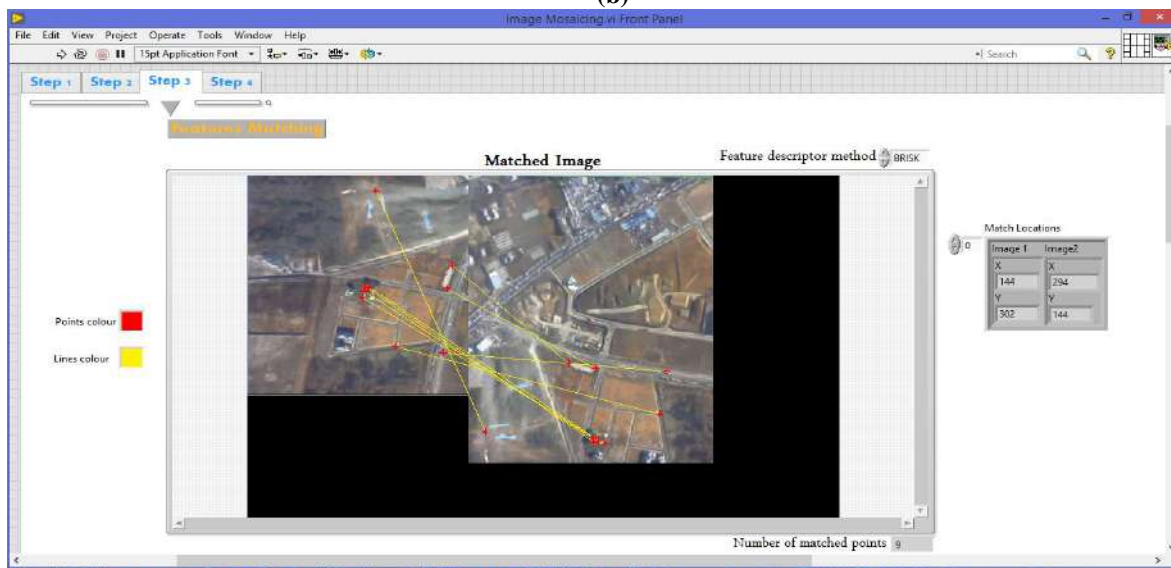 (b)
Image Mosaicing.vi Front Panel
File Edit View Project Operate Tools Window Help
15pt Application Font
Search
Step 1 Step 2 Step 3 Step 4
Features Matching
Matched Image
Feature descriptor method BRISK
Match Locations
0
Image 1 Image2
X X
144 294
Y Y
302 144
Points colour
Lines colour
Number of matched points 9